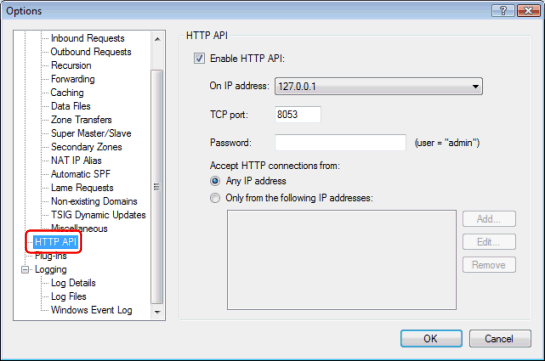 Options
Inbound Requests
Outbound Requests
Recursion
Forwarding
Caching
Data Files
Zone Transfers
Super Master/Slave
Secondary Zones
NAT IP Alias
Automatic SPF
Lame Requests
Non-existing Domains
TSIG Dynamic Updates
Miscellaneous
HTTP API
Plug-Ins
Logging
Log Details
Log Files
Windows Event Log
HTTP API
Enable HTTP API:
On IP address: 127.0.0.1
TCP port: 8053
Password: (user = "admin")
Accept HTTP connections from:
Any IP address
Only from the following IP addresses:
Add...
Edit...
Remove
OK Cancel